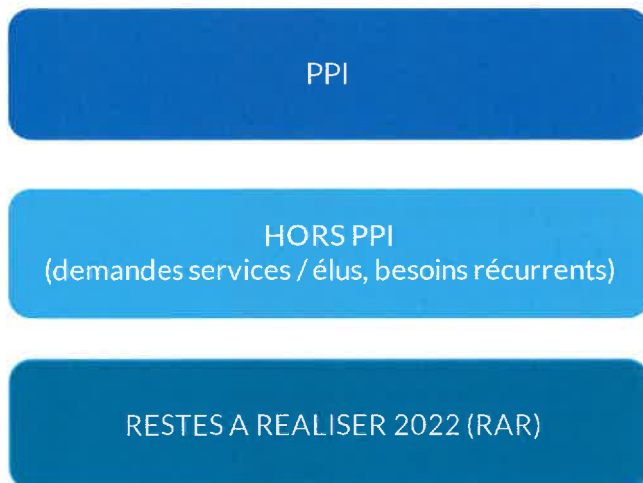 PPI
HORS PPI
(demandes services / élus, besoins récurrents)
RESTES A REALISER 2022 (RAR)